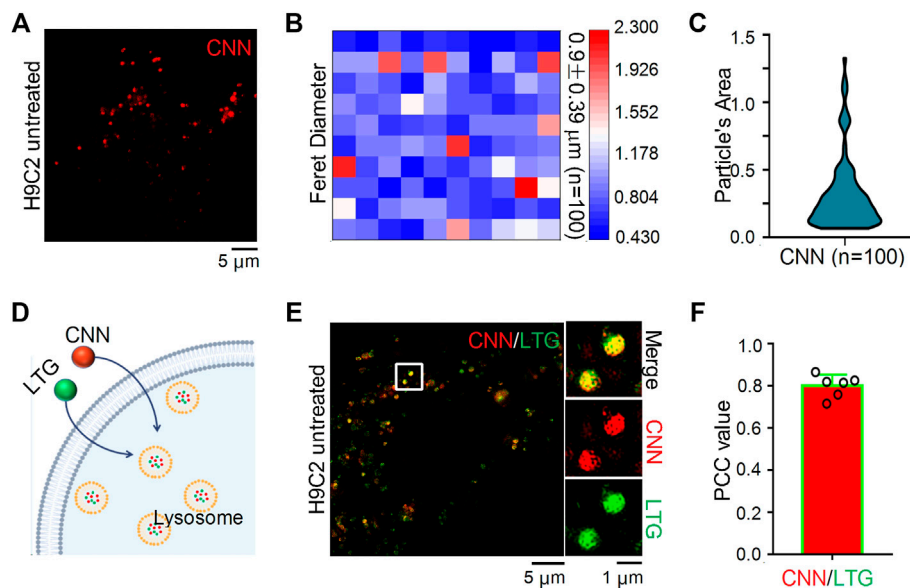 A
CNN
H9C2 untreated
5 µm
B
Feret Diameter
0.9±0.39 µm (n=100)
2.300
1.926
1.552
1.178
0.804
0.430
C
Particle's Area
1.5
1.0
0.5
0.0
CNN (n=100)
D
CNN
LTG
Lysosome
E
CNN/LTG
H9C2 untreated
Merge
CNN
LTG
5 µm
1 µm
F
PCC value
1.0
0.8
0.6
0.4
0.2
0.0
CNN/LTG